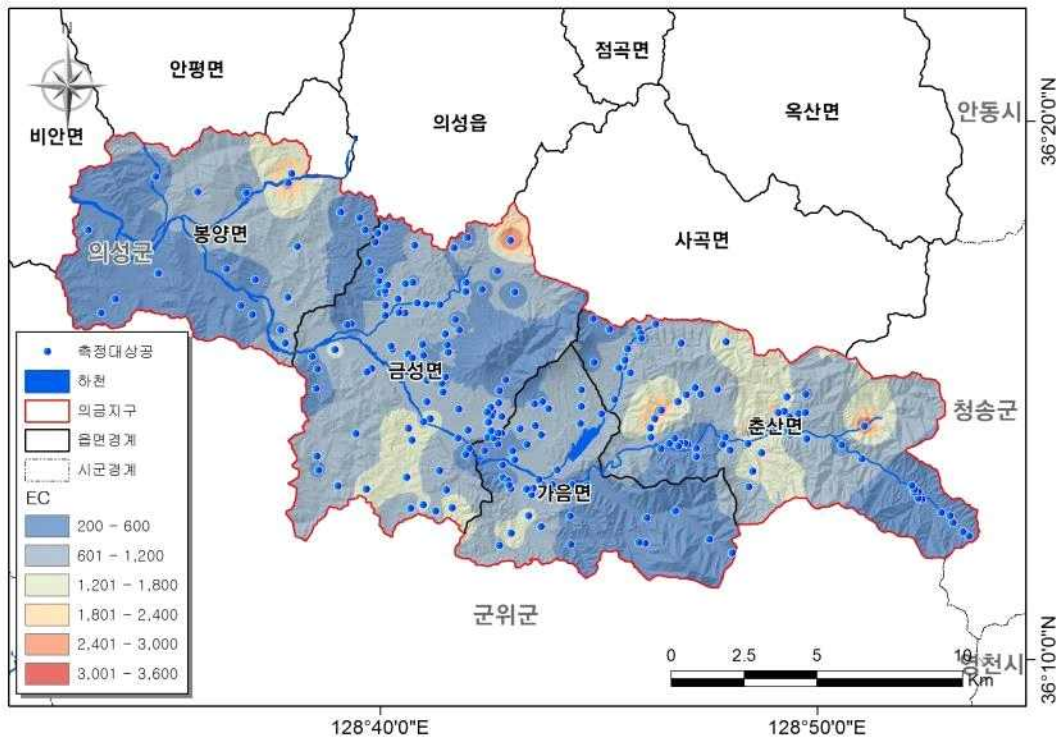 N
안평면
점곡면
의성읍
옥산면
안동시
비안면
36°20'0"N
사곡면
의성군
봉양면
측정대상공
하천
의금지구
읍면경계
시군경계
EC
200 - 600
601 - 1,200
1,201 - 1,800
1,801 - 2,400
2,401 - 3,000
3,001 - 3,600
금성면
춘산면
청송군
가음면
군위군
0 2.5 5 10
Km
영천시
36°10'0"N
128°40'0"E
128°50'0"E